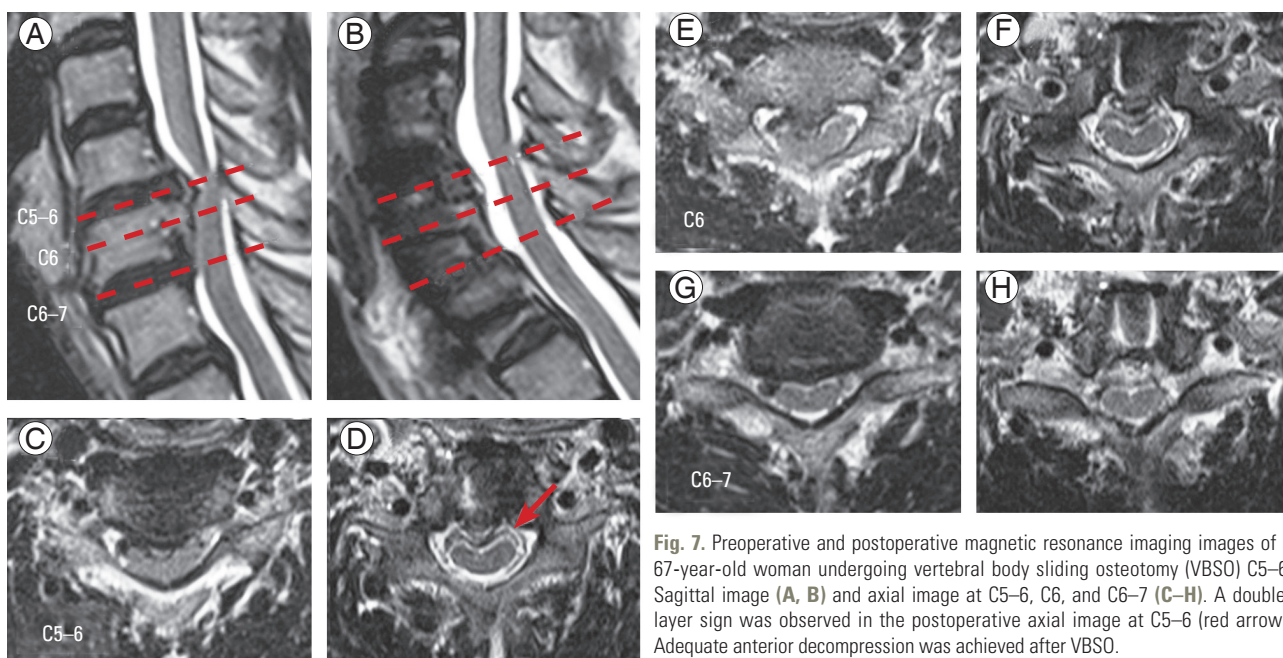 A
B
C5–6
C6
C6–7
C
D
C5–6
E
F
C6
G
H
C6–7
Fig. 7. Preoperative and postoperative magnetic resonance imaging images of
67-year-old woman undergoing vertebral body sliding osteotomy (VBSO) C5–6
Sagittal image (A, B) and axial image at C5–6, C6, and C6–7 (C–H). A double
layer sign was observed in the postoperative axial image at C5–6 (red arrow
Adequate anterior decompression was achieved after VBSO.